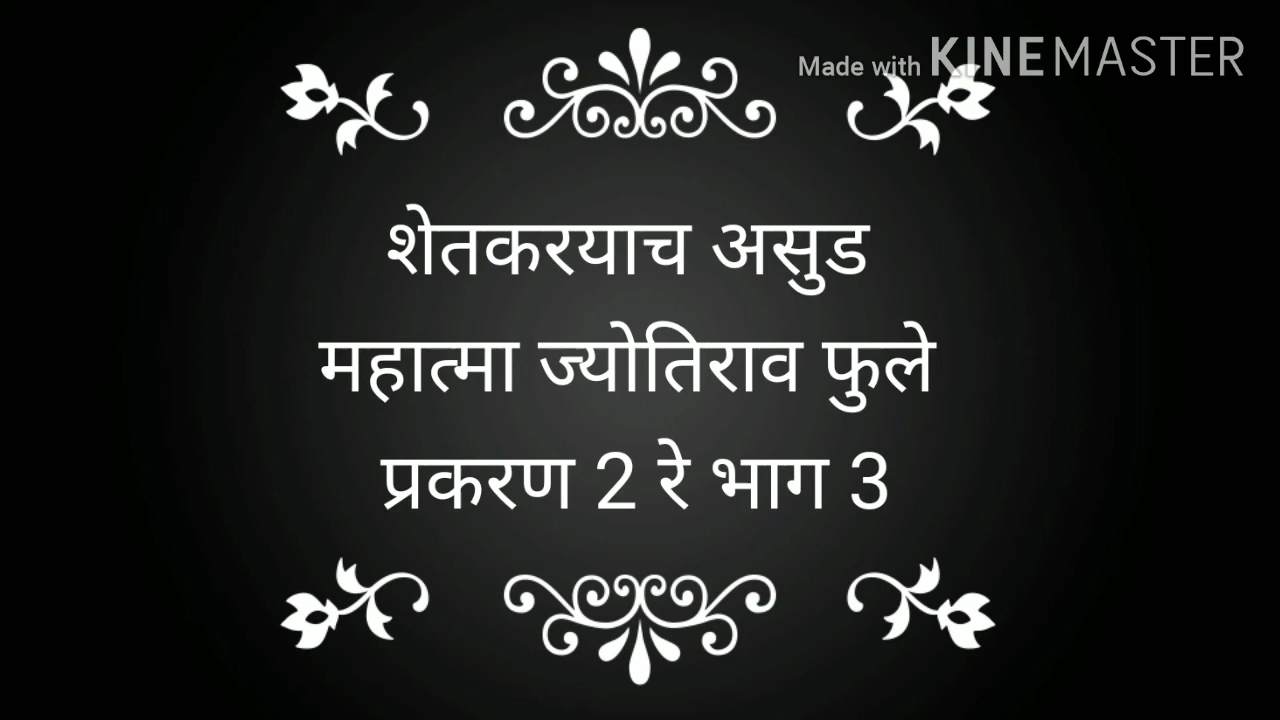 Made with KINEMASTER
शेतकरयाच असुड
महात्मा ज्योतिराव फुले
प्रकरण 2 रे भाग 3